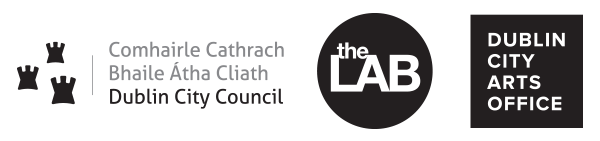 Comhairle Cathrach
Bhaile Átha Cliath
Dublin City Council
the
LAB
DUBLIN
CITY
ARTS
OFFICE